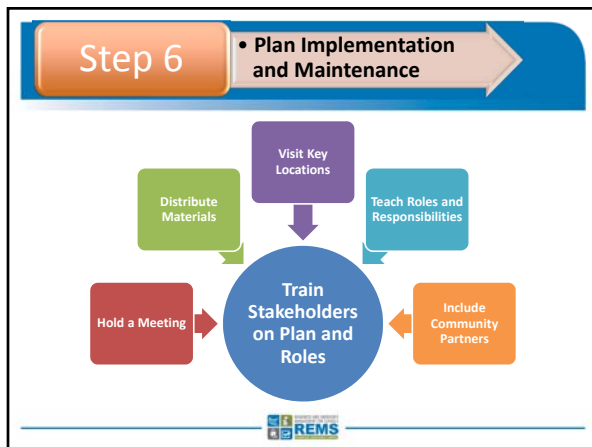 Step 6
• Plan Implementation
and Maintenance
Visit Key
Locations
Distribute
Materials
Teach Roles and
Responsibilities
Hold a Meeting
Train
Stakeholders
on Plan and
Roles
Include
Community
Partners
REMS